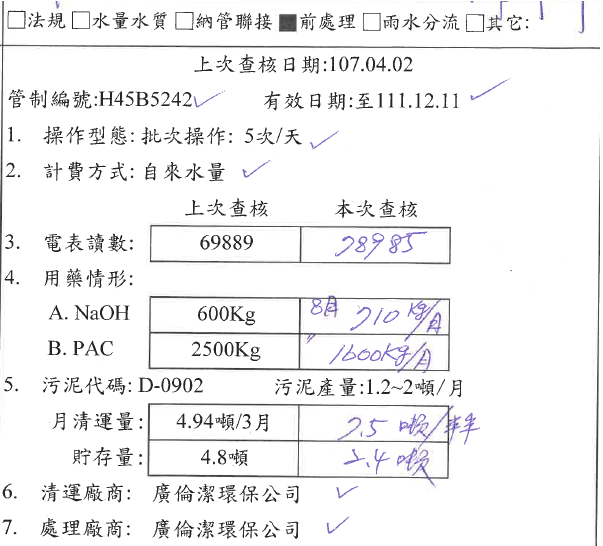 □法規 □水量水質 □納管聯接 ■前處理 □雨水分流 □其它:
上次查核日期:107.04.02
管制編號:H45B5242 ✓ 有效日期:至111.12.11 ✓
1. 操作型態:批次操作: 5次/天 ✓
2. 計費方式:自來水量 ✓
上次查核 本次查核
3. 電表讀數: 69889 78985
4. 用藥情形:
A. NaOH 600Kg 8月 710 kg/月
B. PAC 2500Kg 〃 1600Kg/月
5. 污泥代碼: D-0902 污泥產量:1.2~2噸/月
月清運量: 4.94噸/3月 7.5 噸/半年
貯存量: 4.8噸 噸
6. 清運廠商: 廣倫潔環保公司 ✓
7. 處理廠商: 廣倫潔環保公司 ✓